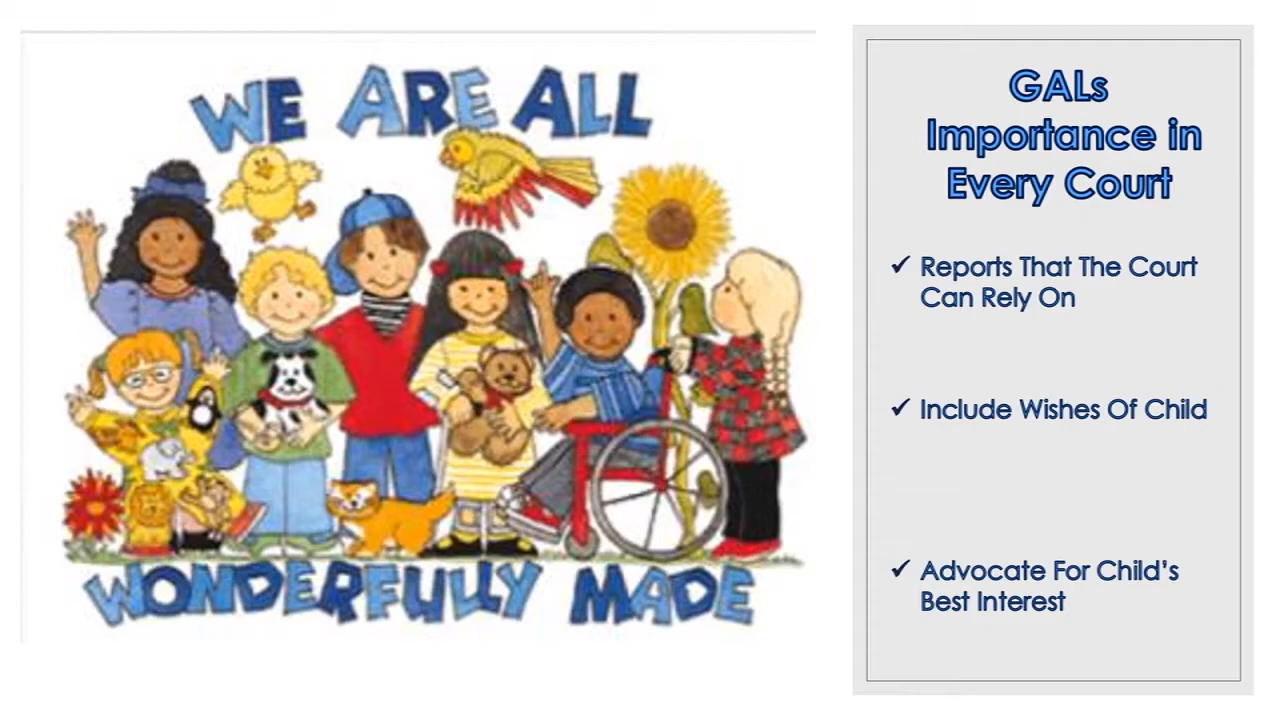 WE ARE ALL
WONDERFULLY MADE
GALs
Importance in
Every Court
✓ Reports That The Court
Can Rely On
✓ Include Wishes Of Child
✓ Advocate For Child's
Best Interest